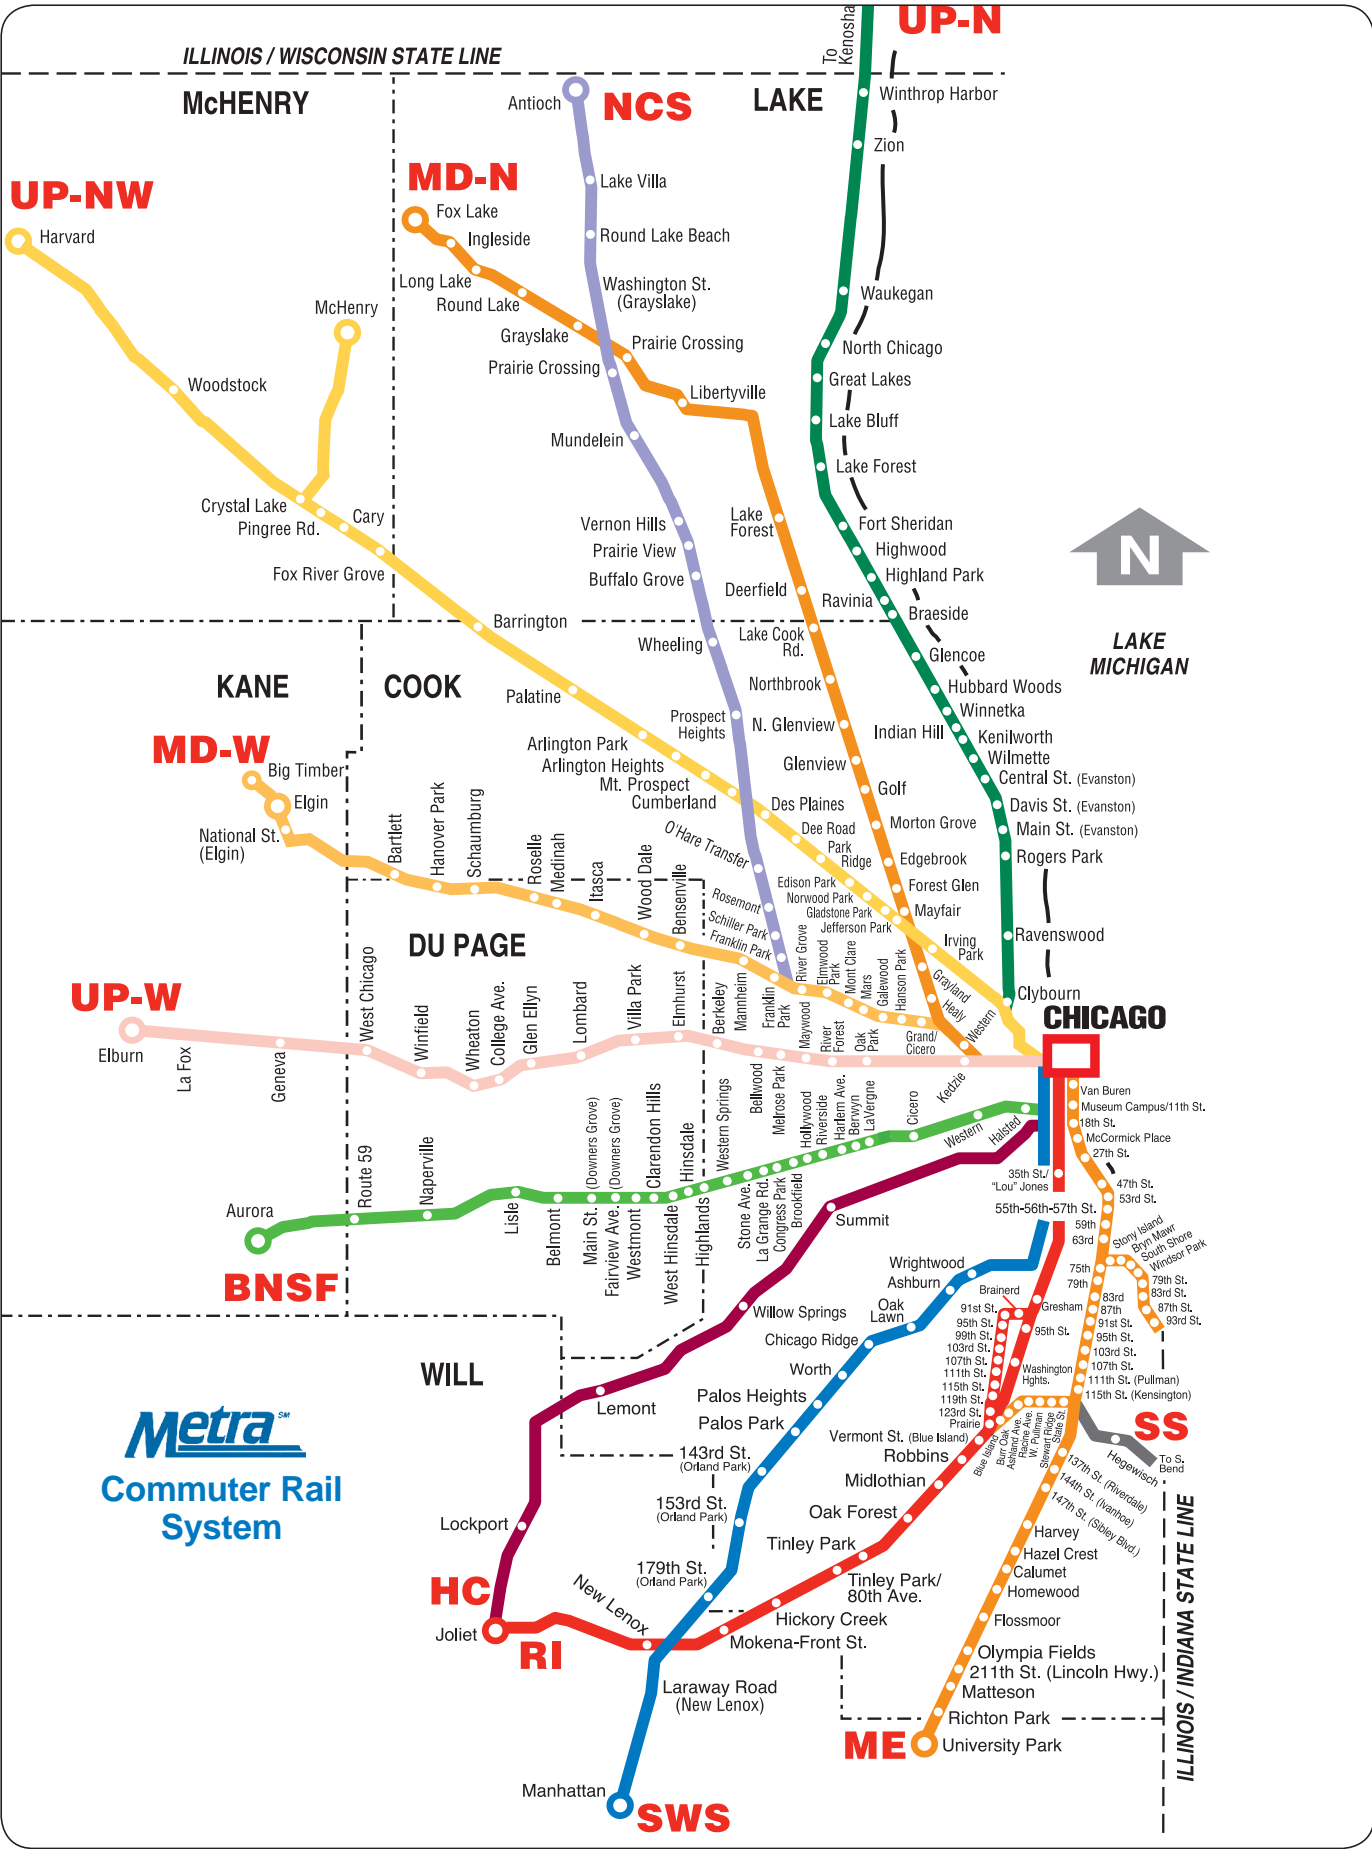 UP-N
To
Kenosha
ILLINOIS / WISCONSIN STATE LINE
McHENRY
LAKE
Antioch
NCS
Winthrop Harbor
Zion
MD-N
Lake Villa
UP-NW
Fox Lake
Harvard
Ingleside
Round Lake Beach
Long Lake
Washington St.
(Grayslake)
Waukegan
Round Lake
McHenry
Grayslake
Prairie Crossing
North Chicago
Prairie Crossing
Great Lakes
Woodstock
Libertyville
Lake Bluff
Mundelein
Lake Forest
Crystal Lake
Pingree Rd.
Cary
Vernon Hills
Lake
Forest
Fort Sheridan
Prairie View
Highwood
Fox River Grove
Buffalo Grove
Deerfield
Highland Park
Ravinia
Braeside
N
Barrington
Wheeling
Lake Cook
Rd.
Glencoe
LAKE
MICHIGAN
KANE
COOK
Palatine
Northbrook
Hubbard Woods
Winnetka
Prospect
Heights
N. Glenview
Indian Hill
Kenilworth
MD-W
Arlington Park
Arlington Heights
Glenview
Wilmette
Big Timber
Mt. Prospect
Cumberland
Golf
Central St. (Evanston)
Elgin
Des Plaines
Davis St. (Evanston)
National St.
(Elgin)
Bartlett
Hanover Park
Schaumburg
Roselle
Medinah
Itasca
Wood Dale
Bensenville
O'Hare Transfer
Dee Road
Park
Ridge
Morton Grove
Main St. (Evanston)
Edgebrook
Rogers Park
Rosemont
Edison Park
Forest Glen
Norwood Park
Schiller Park
Gladstone Park
Mayfair
Franklin Park
Jefferson Park
Ravenswood
DU PAGE
Irving
Park
UP-W
West Chicago
Winfield
Wheaton
College Ave.
Glen Ellyn
Lombard
Villa Park
Elmhurst
Berkeley
Mannheim
Franklin
Park
River Grove
Elmwood
Park
Mont Clare
Mars
Galewood
Hanson Park
Grayland
Healy
Western
Clybourn
CHICAGO
Elburn
La Fox
Geneva
Maywood
River
Forest
Oak
Park
Grand/
Cicero
Bellwood
Melrose Park
Kedzie
Van Buren
Museum Campus/11th St.
18th St.
McCormick Place
27th St.
Aurora
Route 59
Naperville
Lisle
Belmont
Main St. (Downers Grove)
Fairview Ave. (Downers Grove)
Westmont
Clarendon Hills
West Hinsdale
Hinsdale
Highlands
Western Springs
Stone Ave.
La Grange Rd.
Congress Park
Brookfield
Hollywood
Riverside
Harlem Ave.
Berwyn
LaVergne
Cicero
Western
Halsted
BNSF
35th St./
"Lou" Jones
47th St.
53rd St.
55th-56th-57th St.
59th
63rd
Stony Island
Bryn Mawr
South Shore
Windsor Park
Summit
Wrightwood
75th
79th
79th St.
83rd St.
87th St.
93rd St.
Ashburn
Brainerd
83rd
87th
91st St.
95th St.
103rd St.
107th St.
111th St. (Pullman)
115th St. (Kensington)
Willow Springs
Oak
Lawn
91st St.
95th St.
99th St.
103rd St.
107th St.
111th St.
115th St.
119th St.
123rd St.
Prairie
Gresham
95th St.
Washington
Hghts.
Chicago Ridge
Worth
WILL
Palos Heights
Lemont
Palos Park
Vermont St. (Blue Island)
Blue Island
Burr Oak
Ashland Ave.
Racine Ave.
W. Pullman
Stewart Ridge
State St.
SS
Hegewisch
To S.
Bend
Metra SM
Commuter Rail
System
143rd St.
(Orland Park)
Robbins
Midlothian
137th St. (Riverdale)
144th St. (Ivanhoe)
147th St. (Sibley Blvd.)
153rd St.
(Orland Park)
Oak Forest
Lockport
Tinley Park
Harvey
Hazel Crest
179th St.
(Orland Park)
Tinley Park/
80th Ave.
Calumet
Homewood
HC
New Lenox
Hickory Creek
Flossmoor
Joliet
RI
Mokena-Front St.
Olympia Fields
211th St. (Lincoln Hwy.)
Laraway Road
(New Lenox)
Matteson
Richton Park
ME
University Park
ILLINOIS / INDIANA STATE LINE
Manhattan
SWS